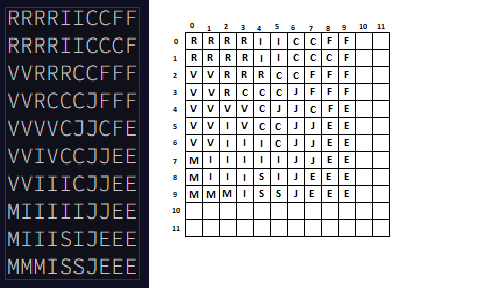 RRRRIICCFF
RRRRIICCCF
VVRRRCCFFF
VVRCCCJFFF
VVVVCJJCFE
VVIVCCJJEE
VVIIICJJEE
MIIIIIJJEE
MIIISIJEEE
MMMISSJEEE
0 1 2 3 4 5 6 7 8 9 10 11
0 R R R R I I C C F F
1 R R R R I I C C C F
2 V V R R R C C F F F
3 V V R C C C J F F F
4 V V V V C J J C F E
5 V V I V C C J J E E
6 V V I I I C J J E E
7 M I I I I I J J E E
8 M I I I S I J E E E
9 M M M I S S J E E E
10
11